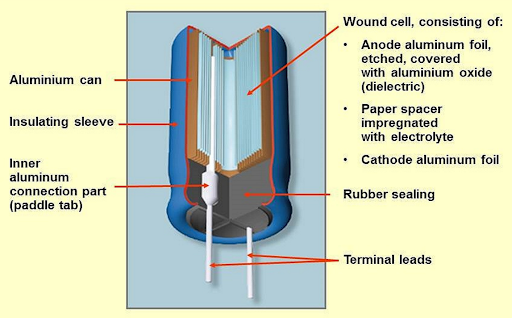 Aluminium can
Insulating sleeve
Inner
aluminum
connection part
(paddle tab)
Wound cell, consisting of:
• Anode aluminum foil,
etched, covered
with aluminium oxide
(dielectric)
• Paper spacer
impregnated
with electrolyte
• Cathode aluminum foil
Rubber sealing
Terminal leads